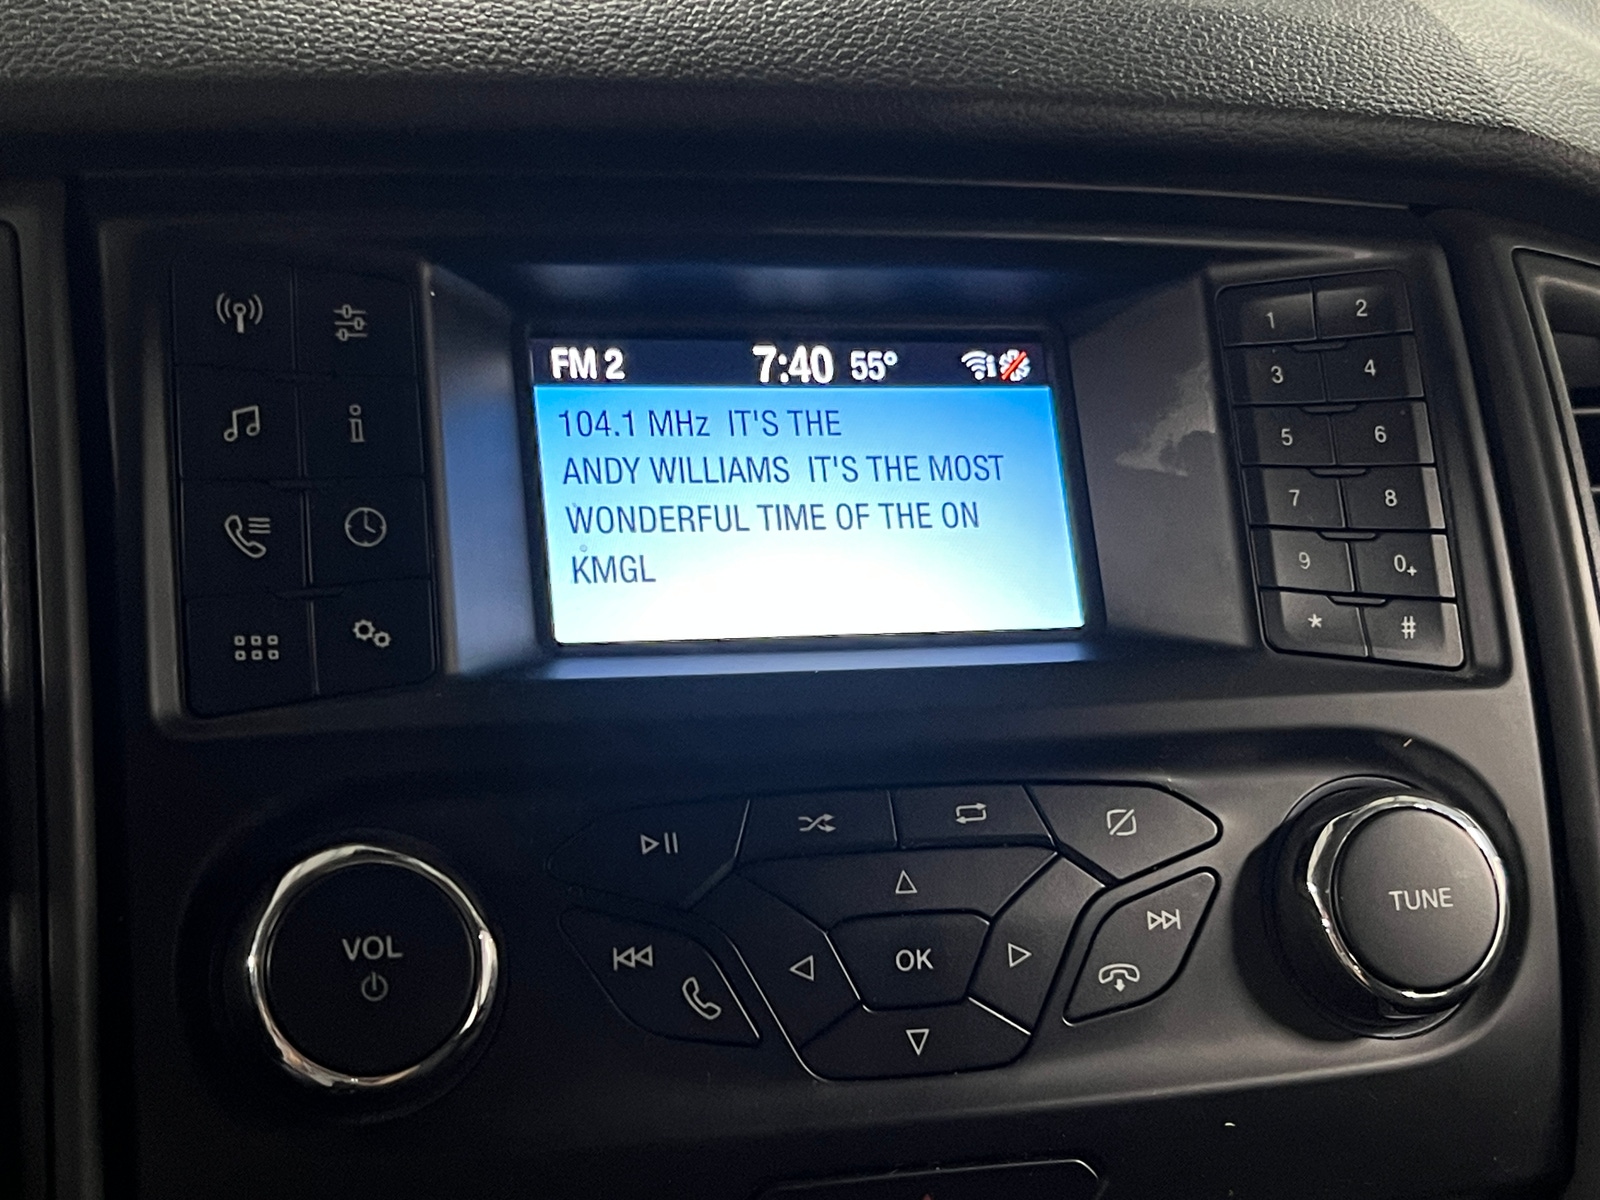 FM 2 7:40 55°
104.1 MHz IT'S THE
ANDY WILLIAMS IT'S THE MOST
WONDERFUL TIME OF THE ON
KMGL
1 2
3 4
5 6
7 8
9 0+
* #
VOL
OK
TUNE